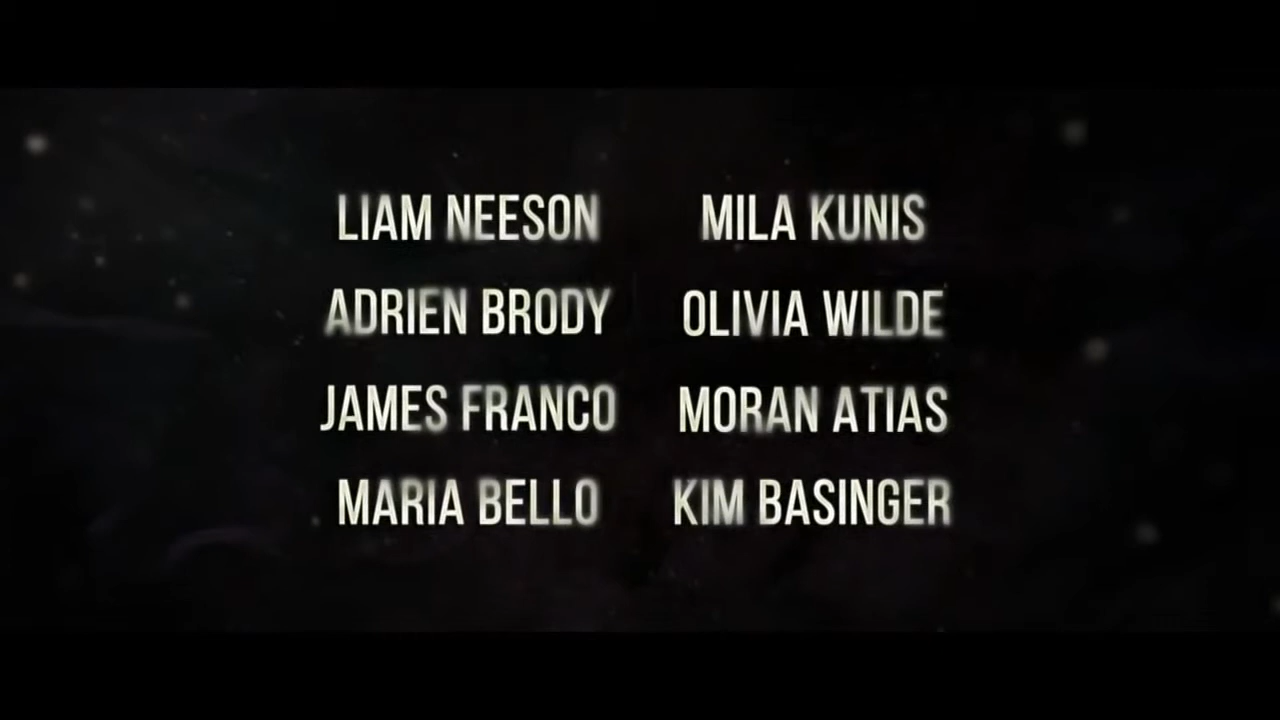 LIAM NEESON MILA KUNIS
ADRIEN BRODY OLIVIA WILDE
JAMES FRANCO MORAN ATIAS
MARIA BELLO KIM BASINGER